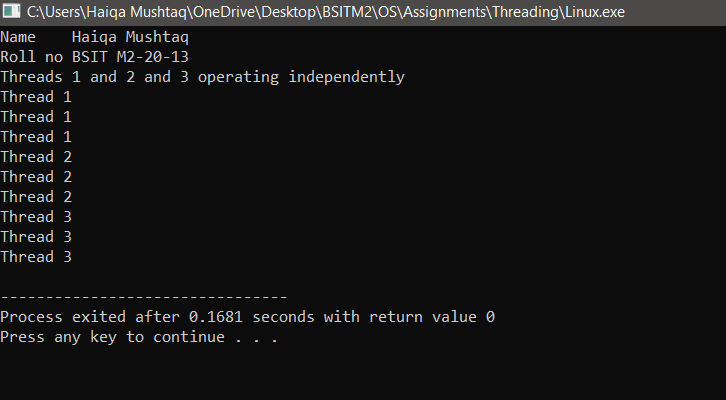 C:\Users\Haiqa Mushtaq\OneDrive\Desktop\BSITM2\OS\Assignments\Threading\Linux.exe
Name    Haiqa Mushtaq
Roll no BSIT M2-20-13
Threads 1 and 2 and 3 operating independently
Thread 1
Thread 1
Thread 1
Thread 2
Thread 2
Thread 2
Thread 3
Thread 3
Thread 3
--------------------------------
Process exited after 0.1681 seconds with return value 0
Press any key to continue . . .